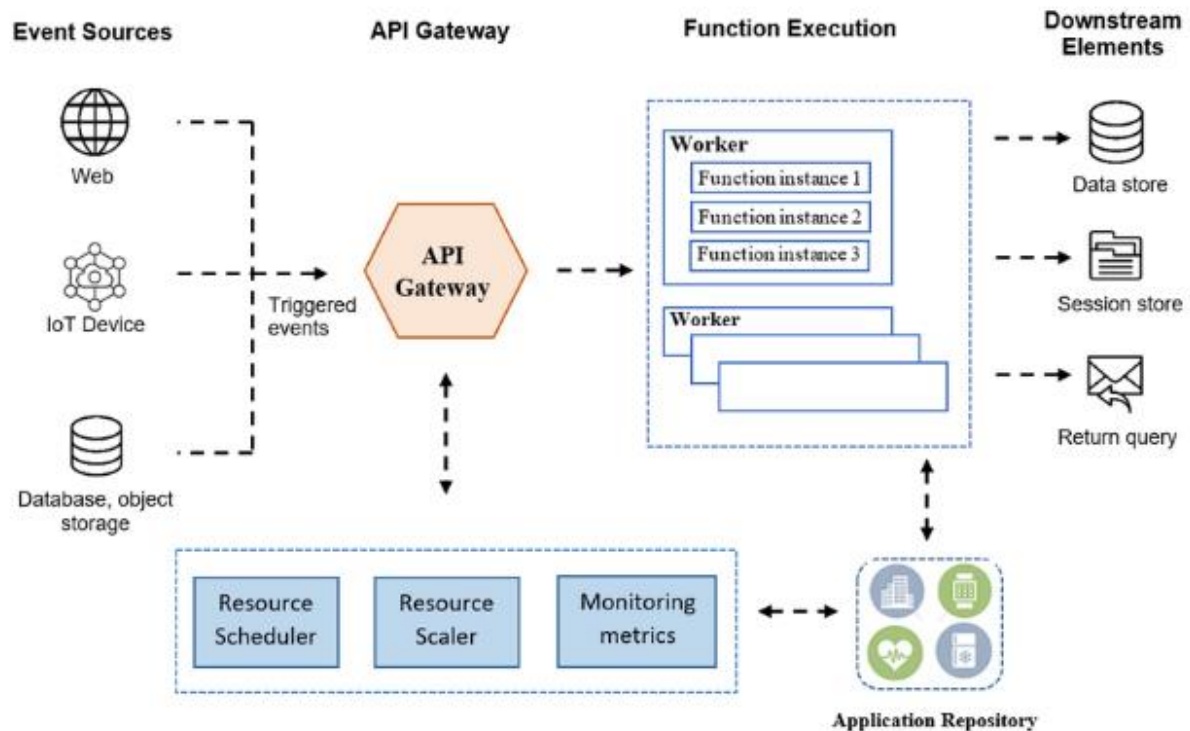 Event Sources
API Gateway
Function Execution
Downstream
Elements
Web
IoT Device
Database, object
storage
Triggered
events
API
Gateway
Worker
Function instance 1
Function instance 2
Function instance 3
Worker
Data store
Session store
Return query
Resource
Scheduler
Resource
Scaler
Monitoring
metrics
Application Repository